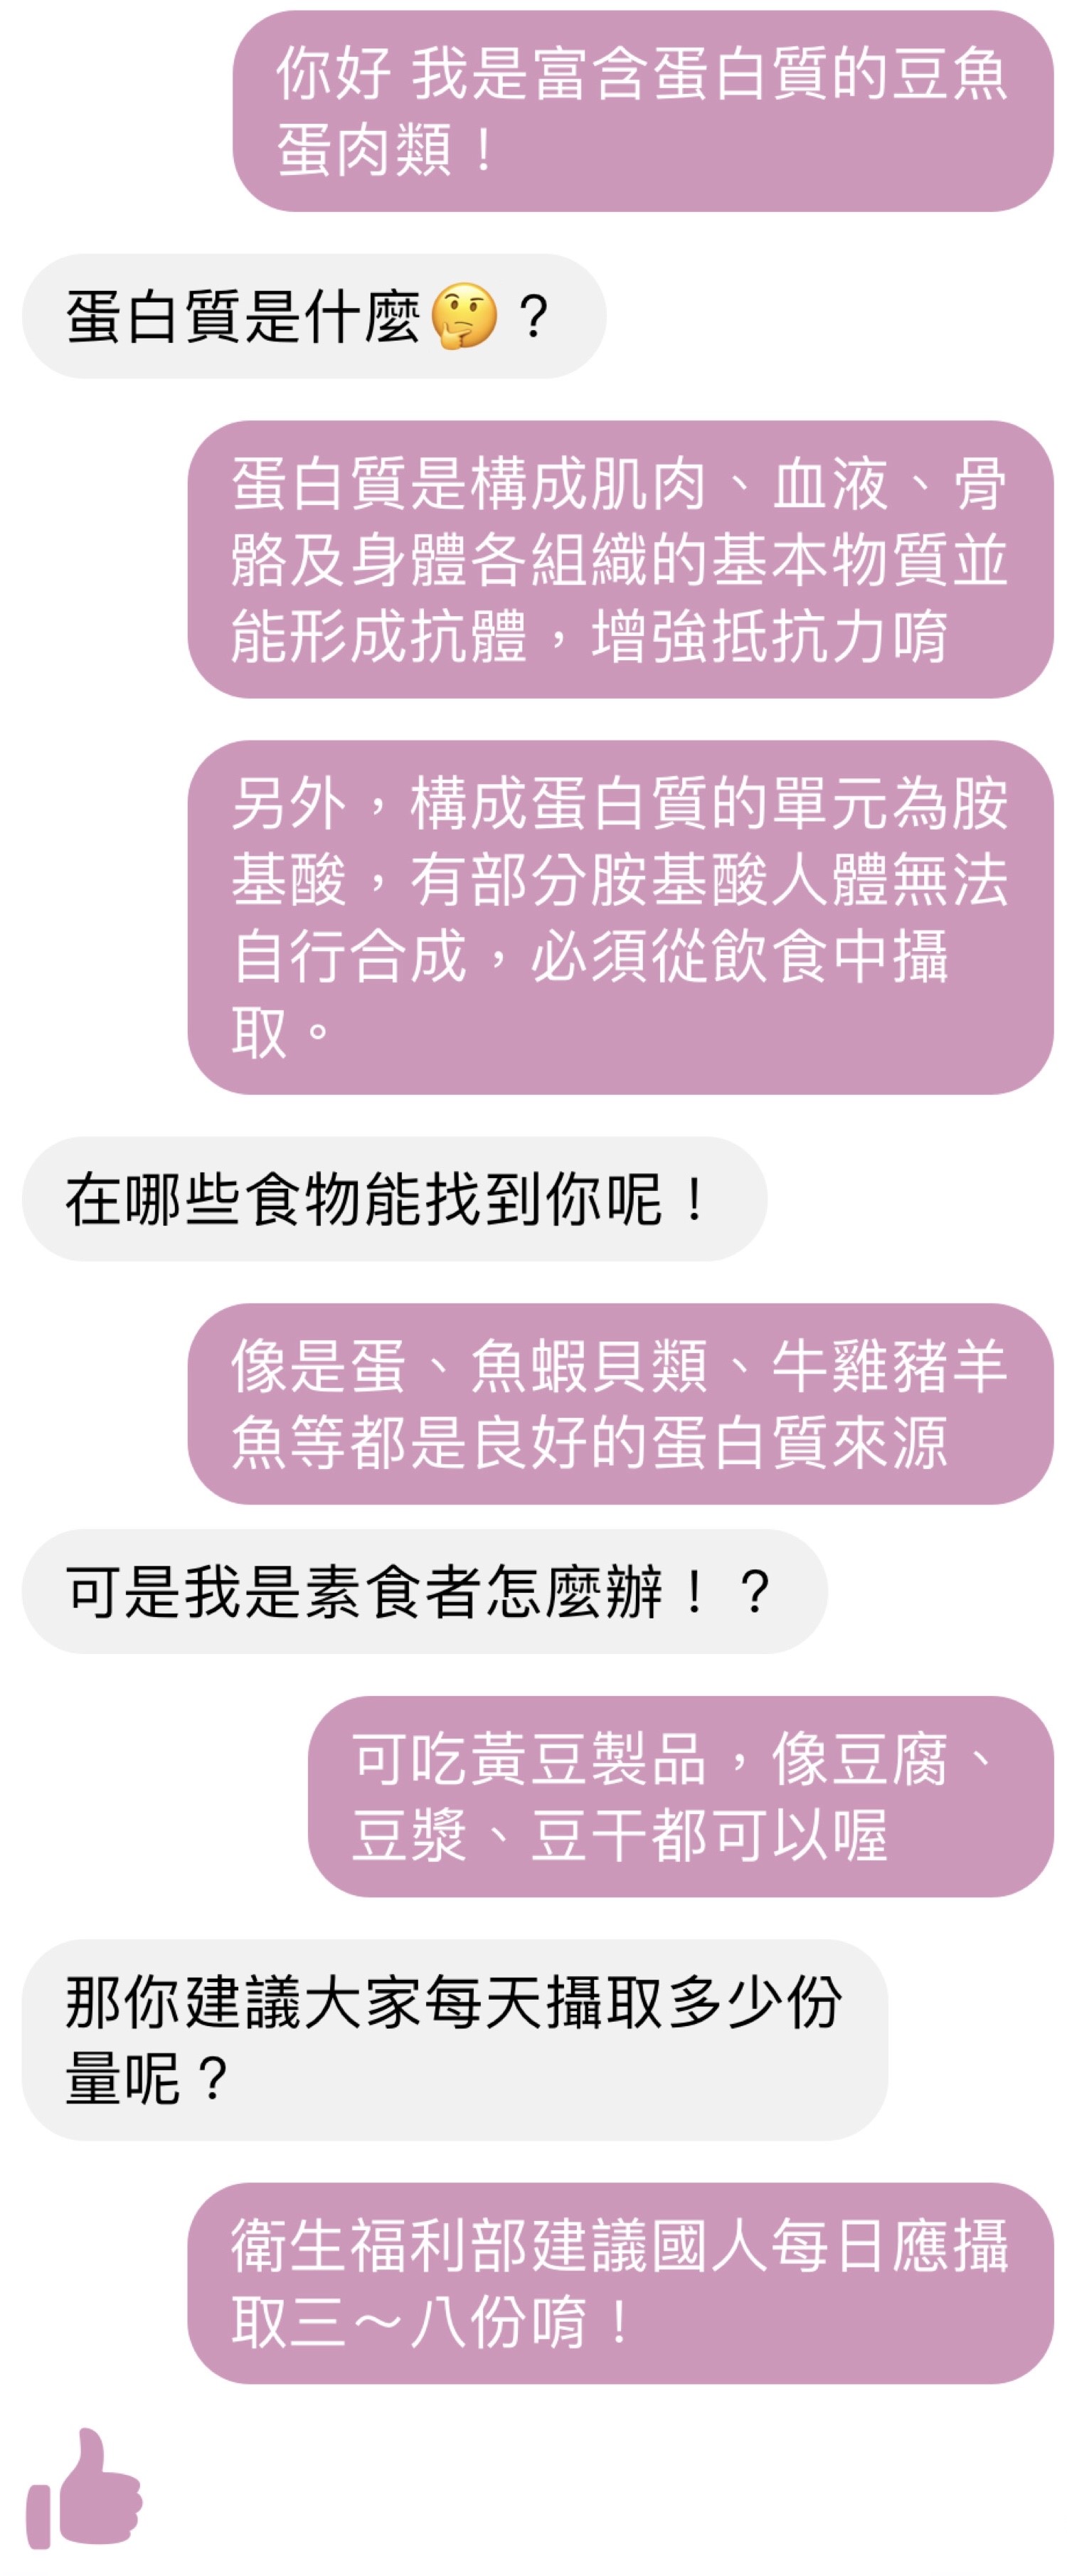 你好 我是富含蛋白質的豆魚
蛋肉類！
蛋白質是什麼🤔？
蛋白質是構成肌肉、血液、骨
骼及身體各組織的基本物質並
能形成抗體，增強抵抗力唷
另外，構成蛋白質的單元為胺
基酸，有部分胺基酸人體無法
自行合成，必須從飲食中攝
取。
在哪些食物能找到你呢！
像是蛋、魚蝦貝類、牛雞豬羊
魚等都是良好的蛋白質來源
可是我是素食者怎麼辦！？
可吃黃豆製品，像豆腐、
豆漿、豆干都可以喔
那你建議大家每天攝取多少份
量呢？
衛生福利部建議國人每日應攝
取三～八份唷！